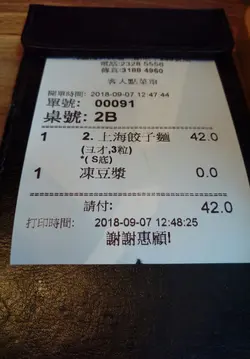 電話:2328 5556
傳真:3188 4960
客人點菜單
開單時間: 2018-09-07 12:47:44
單號: 00091
桌號: 2B
1 2. 上海餃子麵 42.0
(ヨ才,3粒)
*( S底)
1 凍豆漿 0.0
請付: 42.0
打印時間: 2018-09-07 12:48:25
謝謝惠顧!